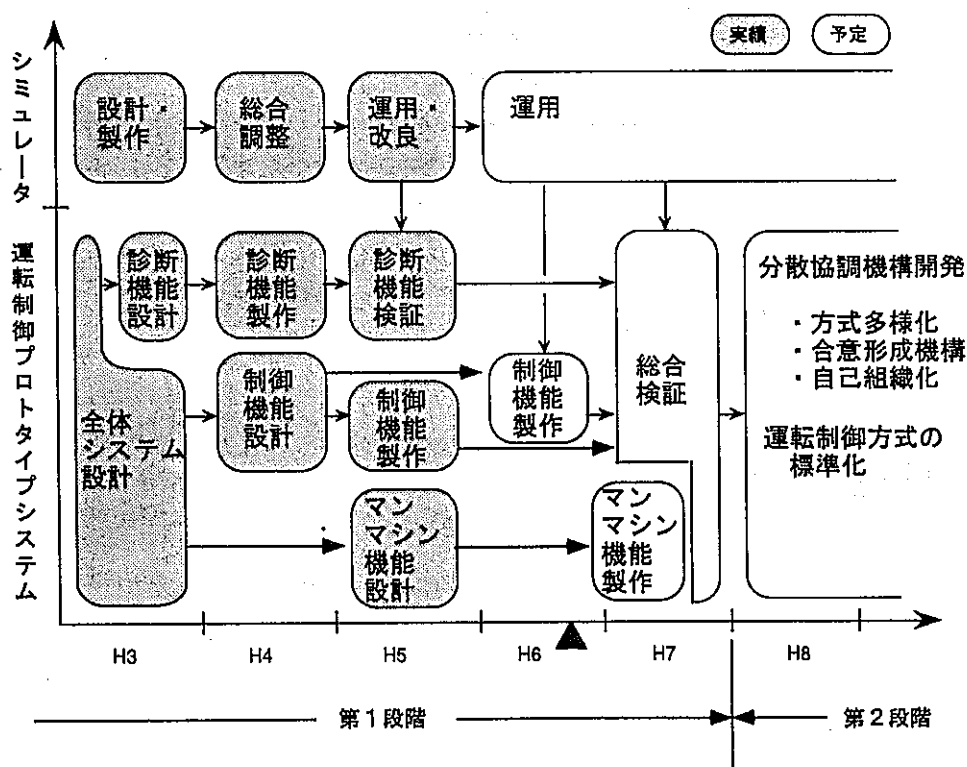 実績
予定
シミュレータ
設計・
製作
総合
調整
運用・
改良
運用
運転制御プロトタイプシステム
診断
機能
設計
診断
機能
製作
診断
機能
検証
分散協調機構開発
・方式多様化
・合意形成機構
・自己組織化
運転制御方式の
標準化
全体
システム
設計
制御
機能
設計
制御
機能
製作
制御
機能
製作
総合
検証
マン
マシン
機能
設計
マン
マシン
機能
製作
H3
H4
H5
H6
H7
H8
第1段階
第2段階